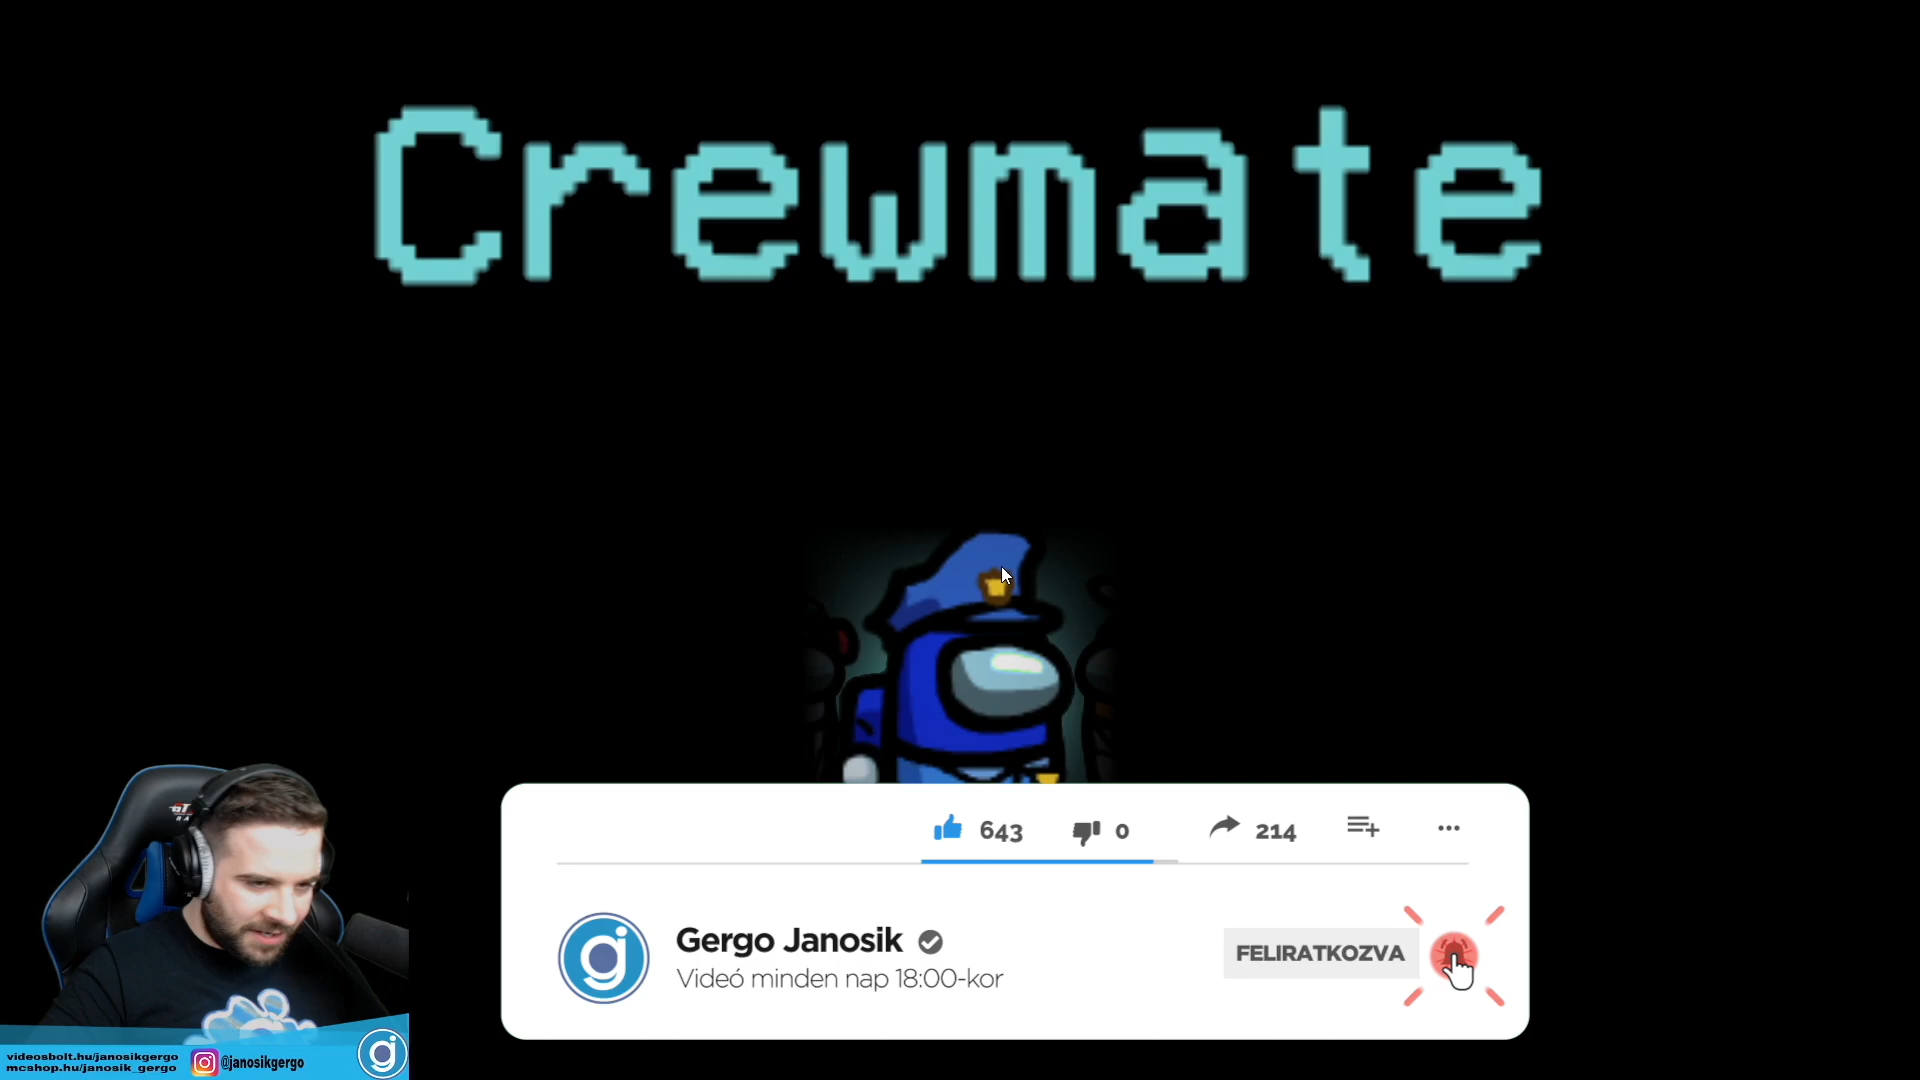 Crewmate
643 0 214
Gergo Janosik
Videó minden nap 18:00-kor
FELIRATKOZVA
videosbolt.hu/janosikgergo
mcshop.hu/janosik_gergo
@janosikgergo